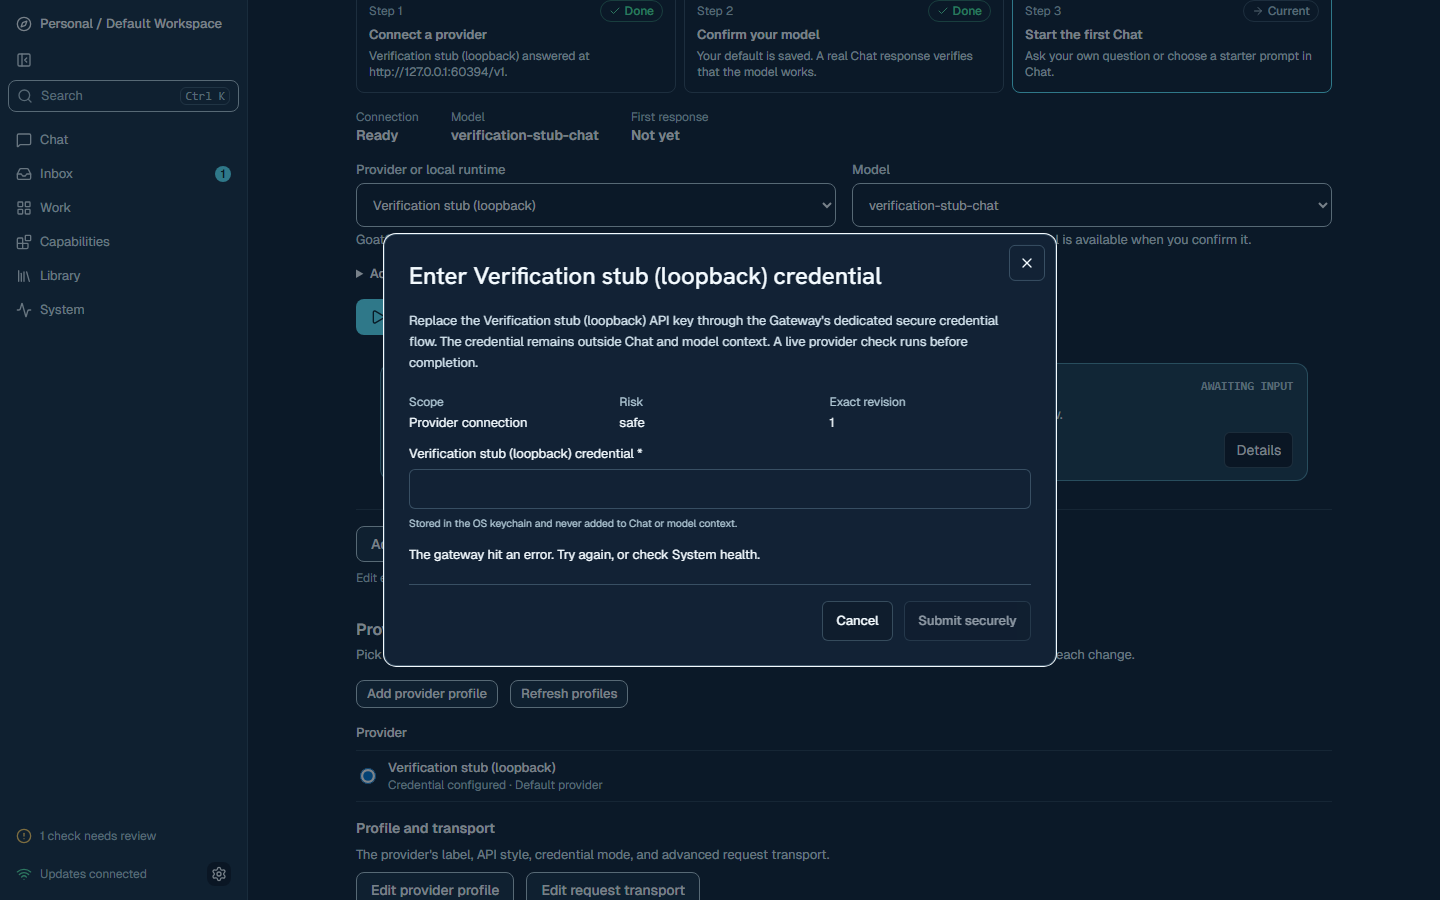 Personal / Default Workspace
Search
Ctrl K
Chat
Inbox
1
Work
Capabilities
Library
System
1 check needs review
Updates connected
Step 1
Done
Connect a provider
Verification stub (loopback) answered at
http://127.0.0.1:60394/v1.
Step 2
Done
Confirm your model
Your default is saved. A real Chat response verifies
that the model works.
Step 3
Current
Start the first Chat
Ask your own question or choose a starter prompt in
Chat.
Connection
Ready
Model
verification-stub-chat
First response
Not yet
Provider or local runtime
Verification stub (loopback)
Model
verification-stub-chat
is available when you confirm it.
AWAITING INPUT
Details
Enter Verification stub (loopback) credential
Replace the Verification stub (loopback) API key through the Gateway's dedicated secure credential
flow. The credential remains outside Chat and model context. A live provider check runs before
completion.
Scope
Provider connection
Risk
safe
Exact revision
1
Verification stub (loopback) credential *
Stored in the OS keychain and never added to Chat or model context.
The gateway hit an error. Try again, or check System health.
Cancel
Submit securely
Edit
Pick
each change.
Add provider profile
Refresh profiles
Provider
Verification stub (loopback)
Credential configured · Default provider
Profile and transport
The provider's label, API style, credential mode, and advanced request transport.
Edit provider profile
Edit request transport